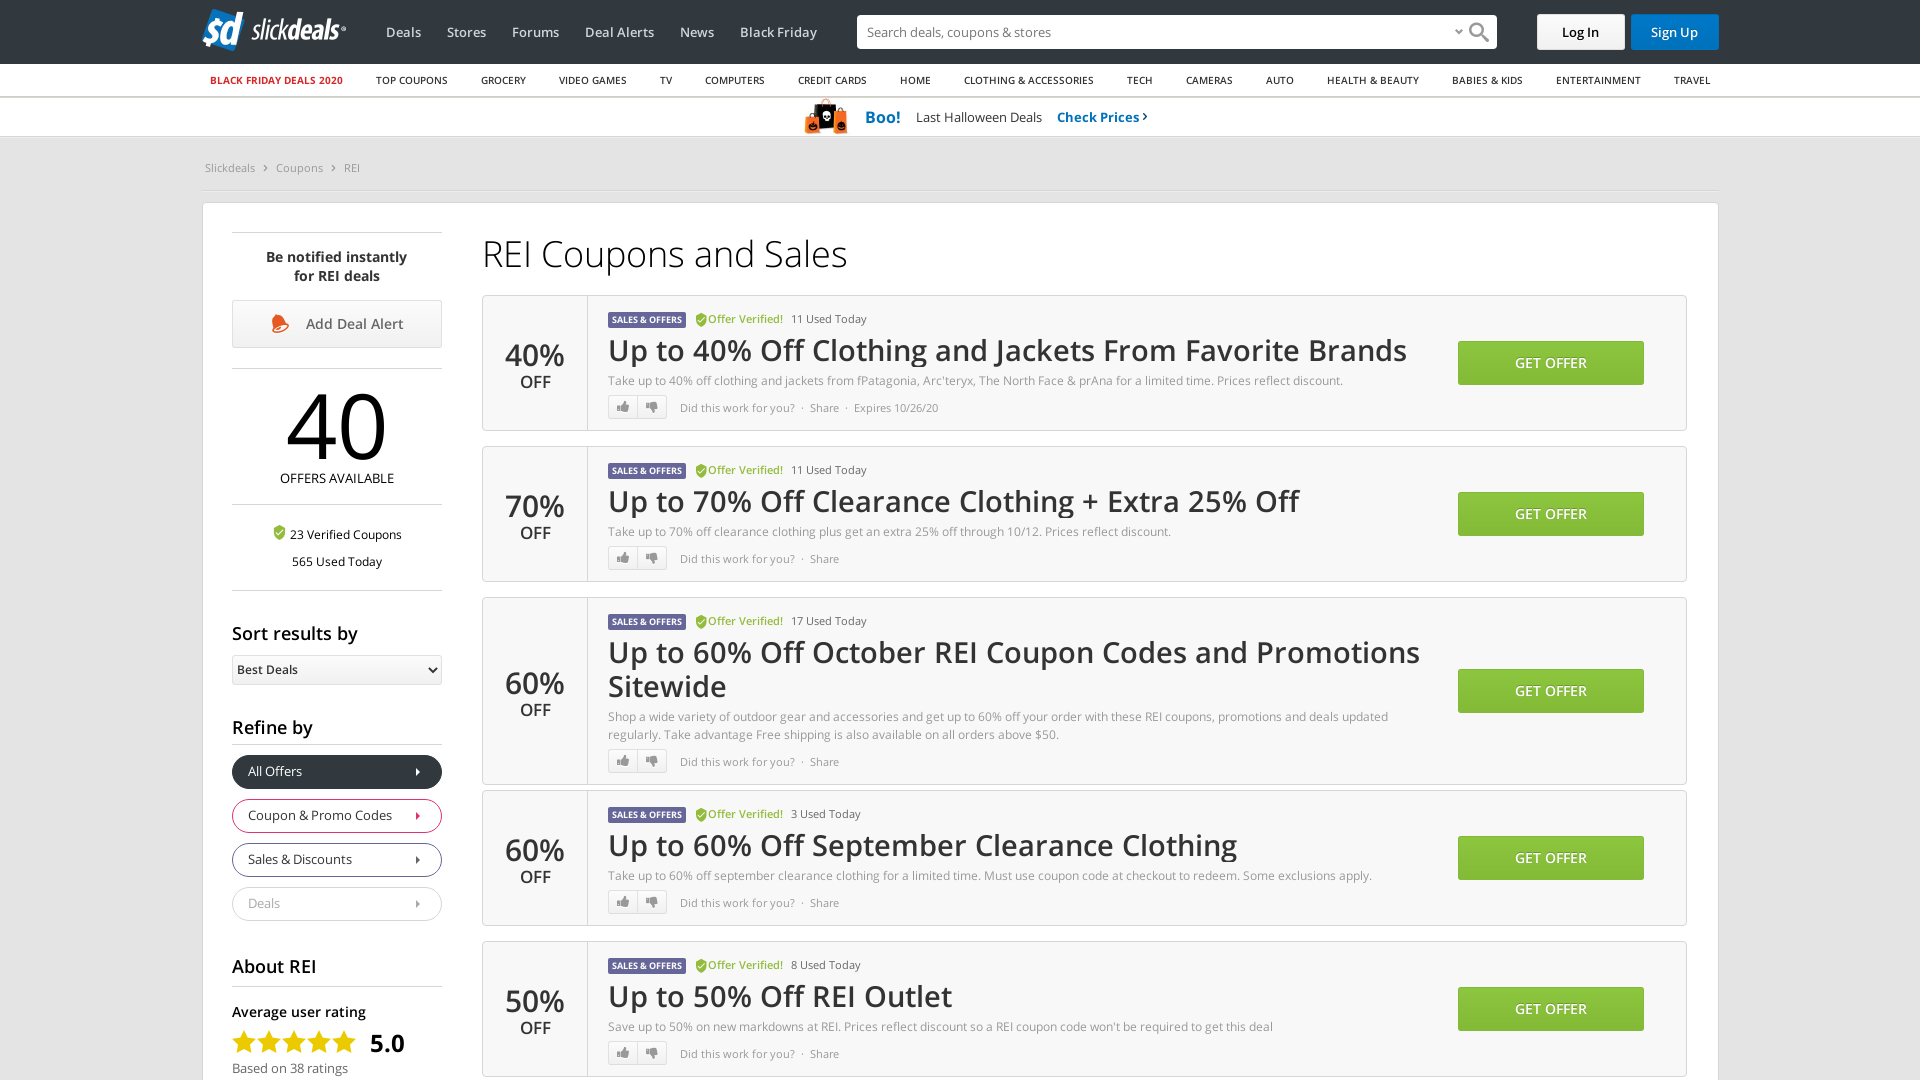 slickdeals
Deals
Stores
Forums
Deal Alerts
News
Black Friday
Search deals, coupons & stores
Log In
Sign Up
BLACK FRIDAY DEALS 2020
TOP COUPONS
GROCERY
VIDEO GAMES
TV
COMPUTERS
CREDIT CARDS
HOME
CLOTHING & ACCESSORIES
TECH
CAMERAS
AUTO
HEALTH & BEAUTY
BABIES & KIDS
ENTERTAINMENT
TRAVEL
Boo! Last Halloween Deals Check Prices ›
Slickdeals › Coupons › REI
Be notified instantly
for REI deals
Add Deal Alert
40
OFFERS AVAILABLE
23 Verified Coupons
565 Used Today
Sort results by
Best Deals
Refine by
All Offers
Coupon & Promo Codes
Sales & Discounts
Deals
About REI
Average user rating
5.0
Based on 38 ratings
REI Coupons and Sales
40%
OFF
SALES & OFFERS Offer Verified! 11 Used Today
Up to 40% Off Clothing and Jackets From Favorite Brands
Take up to 40% off clothing and jackets from fPatagonia, Arc'teryx, The North Face & prAna for a limited time. Prices reflect discount.
Did this work for you? · Share · Expires 10/26/20
GET OFFER
70%
OFF
SALES & OFFERS Offer Verified! 11 Used Today
Up to 70% Off Clearance Clothing + Extra 25% Off
Take up to 70% off clearance clothing plus get an extra 25% off through 10/12. Prices reflect discount.
Did this work for you? · Share
GET OFFER
60%
OFF
SALES & OFFERS Offer Verified! 17 Used Today
Up to 60% Off October REI Coupon Codes and Promotions
Sitewide
Shop a wide variety of outdoor gear and accessories and get up to 60% off your order with these REI coupons, promotions and deals updated
regularly. Take advantage Free shipping is also available on all orders above $50.
Did this work for you? · Share
GET OFFER
60%
OFF
SALES & OFFERS Offer Verified! 3 Used Today
Up to 60% Off September Clearance Clothing
Take up to 60% off september clearance clothing for a limited time. Must use coupon code at checkout to redeem. Some exclusions apply.
Did this work for you? · Share
GET OFFER
50%
OFF
SALES & OFFERS Offer Verified! 8 Used Today
Up to 50% Off REI Outlet
Save up to 50% on new markdowns at REI. Prices reflect discount so a REI coupon code won't be required to get this deal
Did this work for you? · Share
GET OFFER